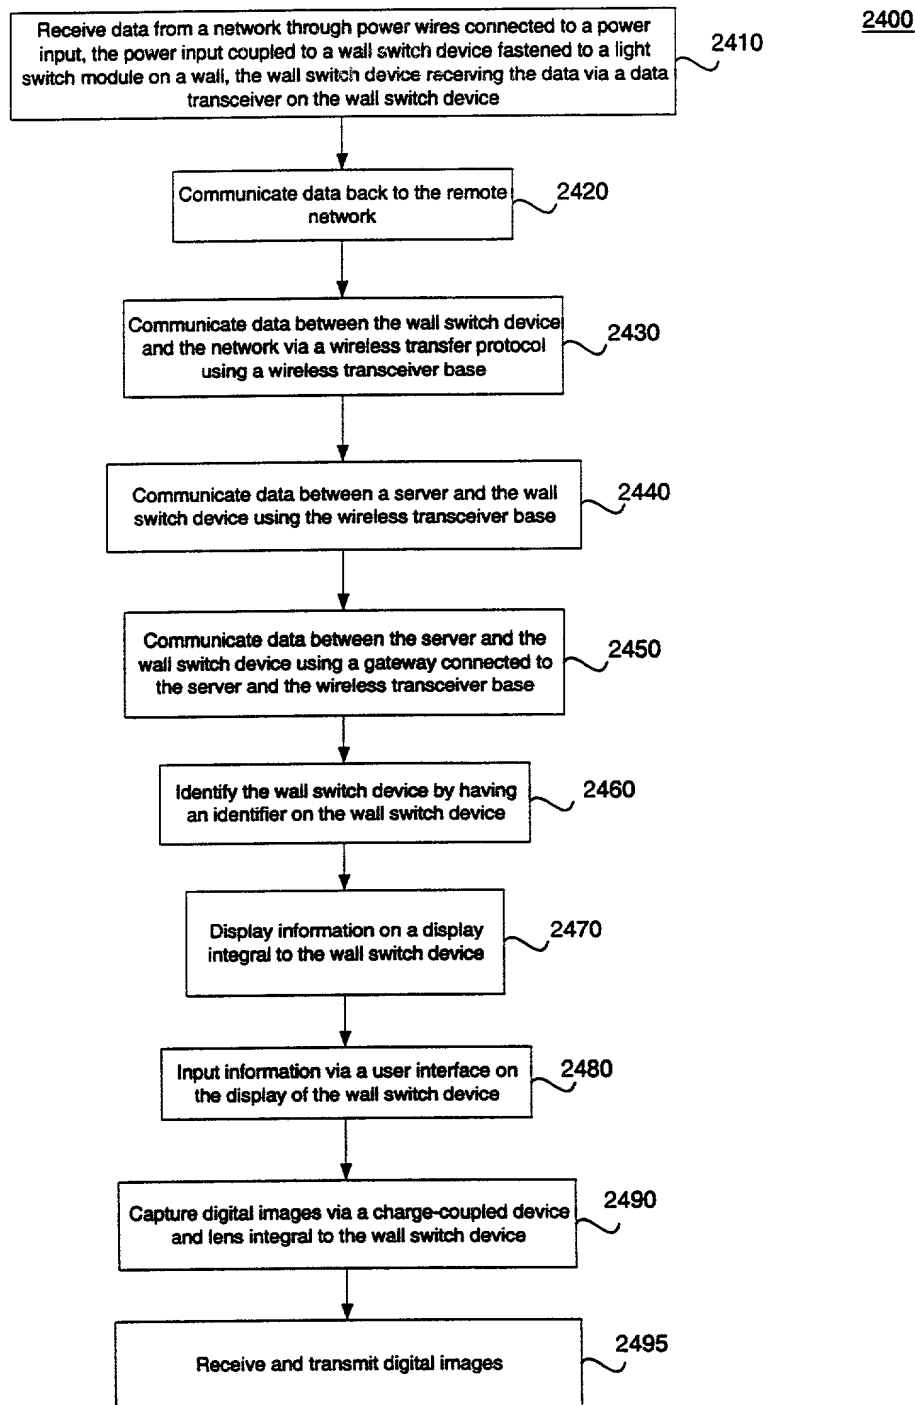 2400
Receive data from a network through power wires connected to a power
input, the power input coupled to a wall switch device fastened to a light
switch module on a wall, the wall switch device receiving the data via a data
transceiver on the wall switch device
2410
Communicate data back to the remote
network
2420
Communicate data between the wall switch device
and the network via a wireless transfer protocol
using a wireless transceiver base
2430
Communicate data between a server and the wall
switch device using the wireless transceiver base
2440
Communicate data between the server and the
wall switch device using a gateway connected to
the server and the wireless transceiver base
2450
Identify the wall switch device by having
an identifier on the wall switch device
2460
Display information on a display
integral to the wall switch device
2470
Input information via a user interface on
the display of the wall switch device
2480
Capture digital images via a charge-coupled device
and lens integral to the wall switch device
2490
Receive and transmit digital images
2495